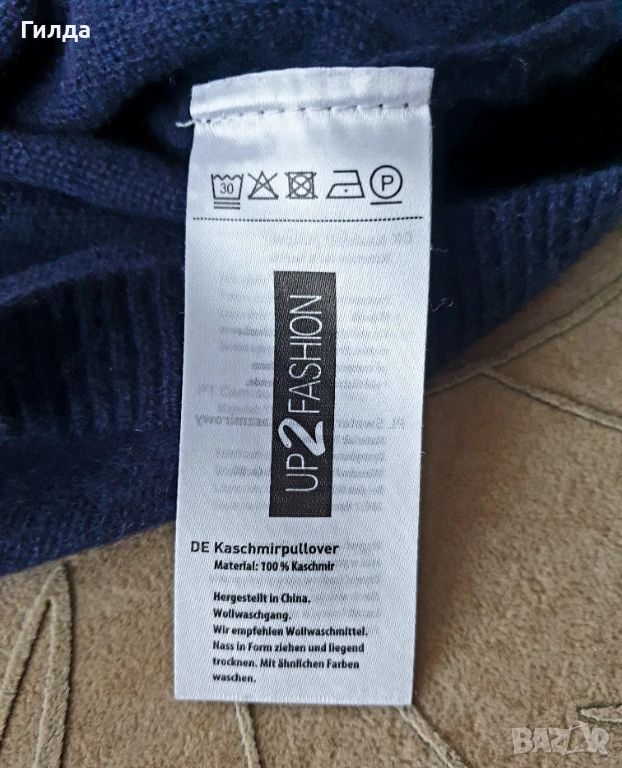 Гилда
30
P
UP2FASHION
DE Kaschmirpullover
Material: 100 % Kaschmir
Hergestellt in China.
Wollwaschgang.
Wir empfehlen Wollwaschmittel.
Nass in Form ziehen und liegend
trocknen. Mit ähnlichen Farben
waschen.
BAZAR